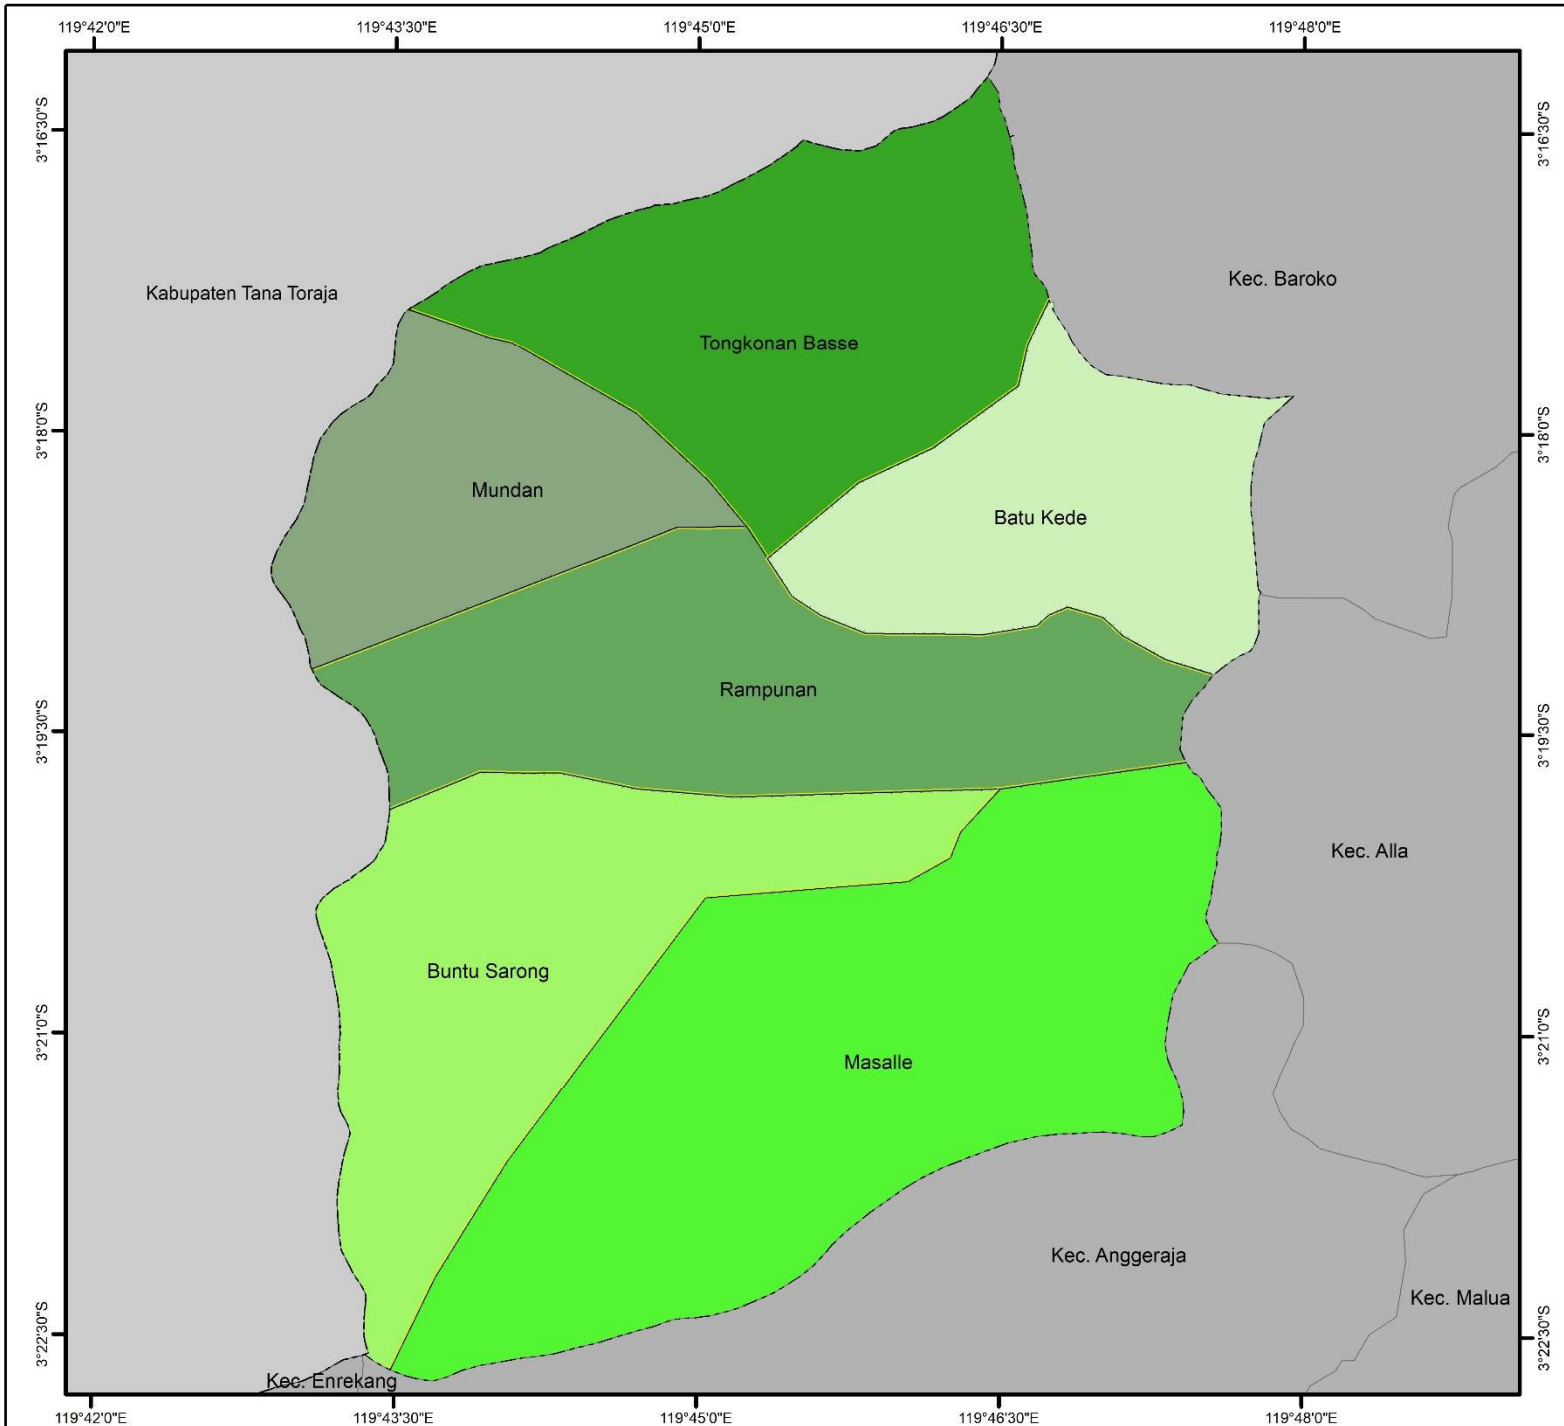 119°42'0"E
119°43'30"E
119°45'0"E
119°46'30"E
119°48'0"E
3°16'30"S
3°16'30"S
Kec. Baroko
Kabupaten Tana Toraja
Tongkonan Basse
3°18'0"S
3°18'0"S
Mundan
Batu Kede
Rampunan
3°19'30"S
3°19'30"S
Kec. Alla
Buntu Sarong
3°21'0"S
3°21'0"S
Masalle
Kec. Anggeraja
Kec. Malua
3°22'30"S
3°22'30"S
Kec. Enrekang
119°42'0"E
119°43'30"E
119°45'0"E
119°46'30"E
119°48'0"E